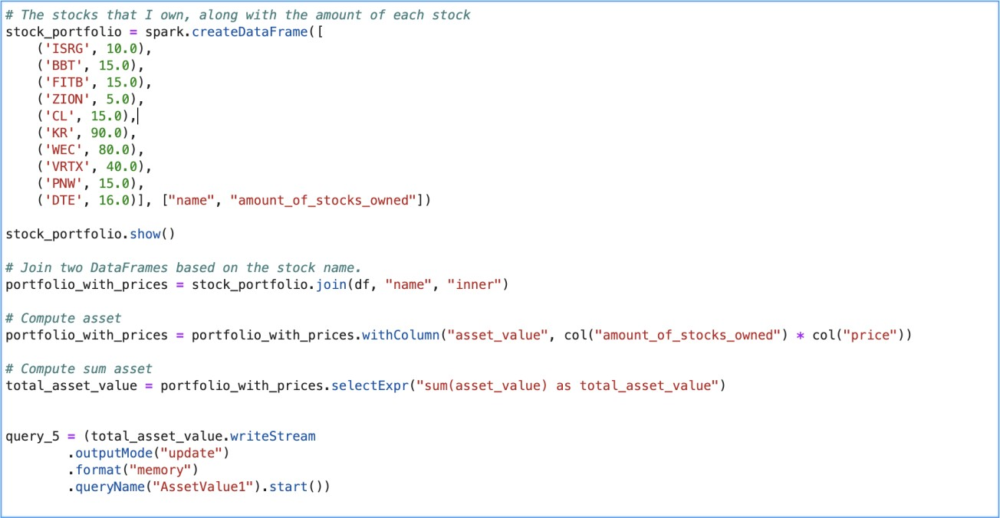 # The stocks that I own, along with the amount of each stock
stock_portfolio = spark.createDataFrame([
    ('ISRG', 10.0),
    ('BBT', 15.0),
    ('FITB', 15.0),
    ('ZION', 5.0),
    ('CL', 15.0),
    ('KR', 90.0),
    ('WEC', 80.0),
    ('VRTX', 40.0),
    ('PNW', 15.0),
    ('DTE', 16.0)], ["name", "amount_of_stocks_owned"])

stock_portfolio.show()

# Join two DataFrames based on the stock name.
portfolio_with_prices = stock_portfolio.join(df, "name", "inner")

# Compute asset
portfolio_with_prices = portfolio_with_prices.withColumn("asset_value", col("amount_of_stocks_owned") * col("price"))

# Compute sum asset
total_asset_value = portfolio_with_prices.selectExpr("sum(asset_value) as total_asset_value")


query_5 = (total_asset_value.writeStream
        .outputMode("update")
        .format("memory")
        .queryName("AssetValue1").start())